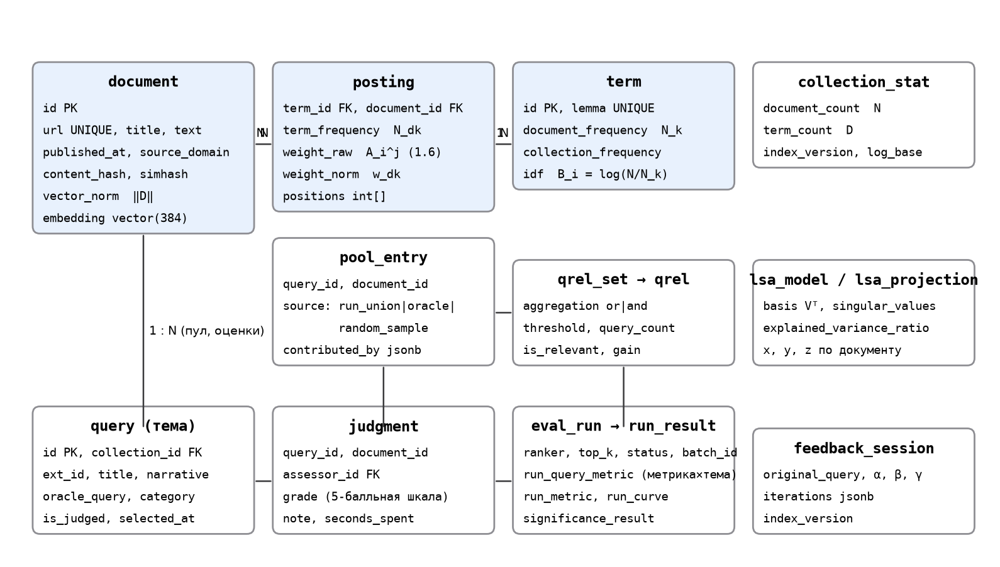 document
id PK
url UNIQUE, title, text
published_at, source_domain
content_hash, simhash
vector_norm  ‖D‖
embedding vector(384)
posting
term_id FK, document_id FK
term_frequency  N_dk
weight_raw  A_i^j (1.6)
weight_norm  w_dk
positions int[]
term
id PK, lemma UNIQUE
document_frequency  N_k
collection_frequency
idf  B_i = log(N/N_k)
collection_stat
document_count  N
term_count  D
index_version, log_base
pool_entry
query_id, document_id
source: run_union|oracle|
random_sample
contributed_by jsonb
qrel_set → qrel
aggregation or|and
threshold, query_count
is_relevant, gain
lsa_model / lsa_projection
basis Vᵀ, singular_values
explained_variance_ratio
x, y, z по документу
1 : N (пул, оценки)
query (тема)
id PK, collection_id FK
ext_id, title, narrative
oracle_query, category
is_judged, selected_at
judgment
query_id, document_id
assessor_id FK
grade (5-балльная шкала)
note, seconds_spent
eval_run → run_result
ranker, top_k, status, batch_id
run_query_metric (метрика×тема)
run_metric, run_curve
significance_result
feedback_session
original_query, α, β, γ
iterations jsonb
index_version